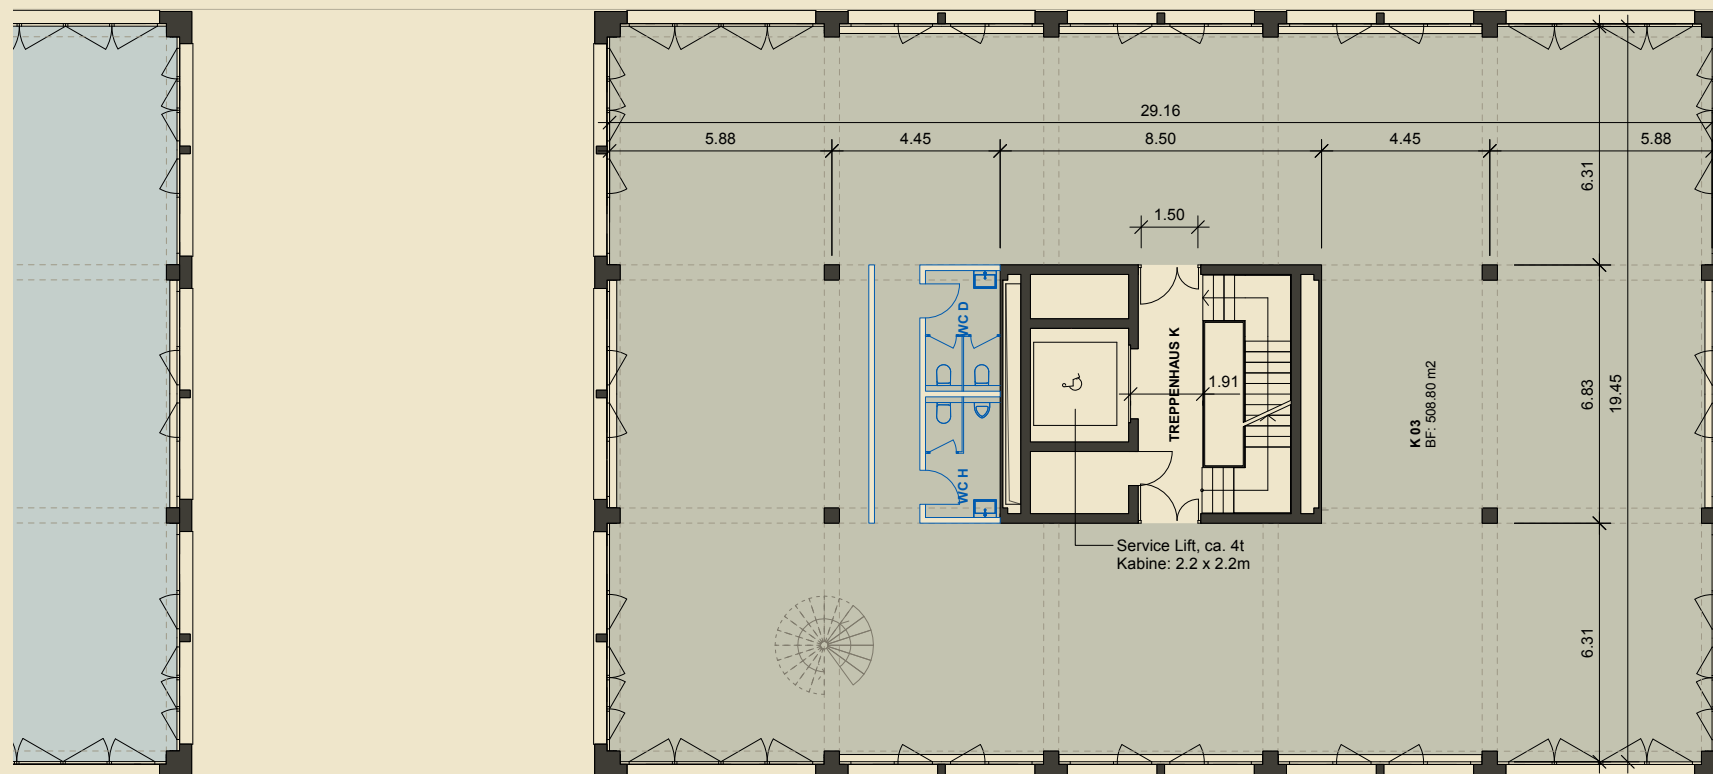 29.16
5.88
4.45
8.50
4.45
5.88
6.31
1.50
WC D
TREPPENHAUS K
1.91
K 03
BF: 508.80 m2
6.83
19.45
WC H
Service Lift, ca. 4t
Kabine: 2.2 x 2.2m
6.31